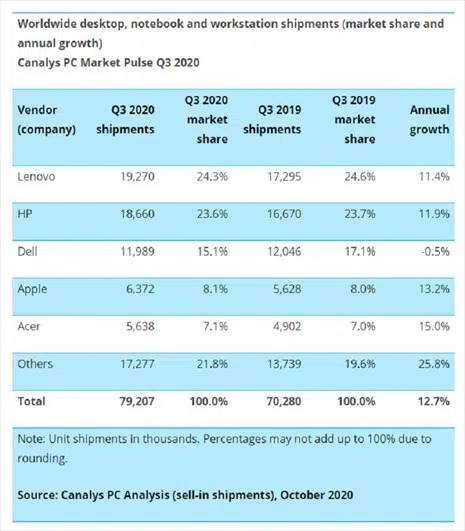 Worldwide desktop, notebook and workstation shipments (market share and
annual growth)
Canalys PC Market Pulse Q3 2020
Vendor (company) Q3 2020 shipments Q3 2020 market share Q3 2019 shipments Q3 2019 market share Annual growth
Lenovo 19,270 24.3% 17,295 24.6% 11.4%
HP 18,660 23.6% 16,670 23.7% 11.9%
Dell 11,989 15.1% 12,046 17.1% -0.5%
Apple 6,372 8.1% 5,628 8.0% 13.2%
Acer 5,638 7.1% 4,902 7.0% 15.0%
Others 17,277 21.8% 13,739 19.6% 25.8%
Total 79,207 100.0% 70,280 100.0% 12.7%
Note: Unit shipments in thousands. Percentages may not add up to 100% due to
rounding.
Source: Canalys PC Analysis (sell-in shipments), October 2020